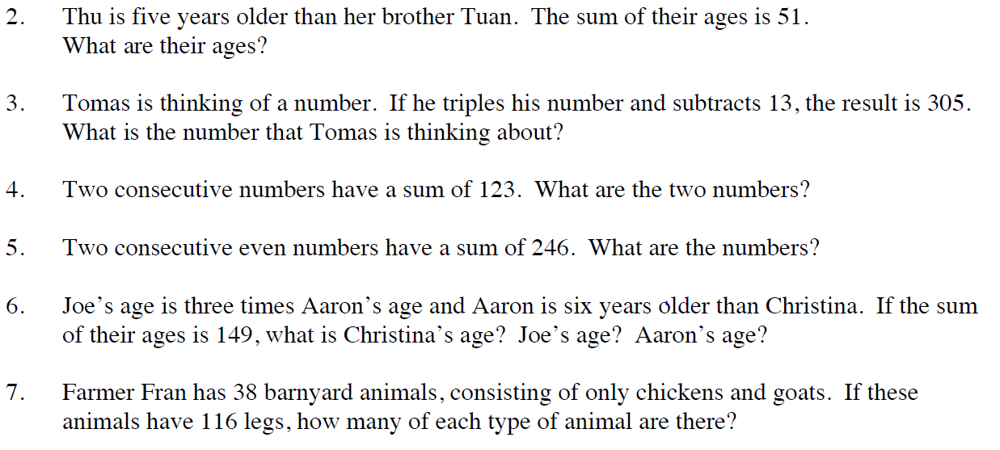 2. Thu is five years older than her brother Tuan. The sum of their ages is 51.
What are their ages?
3. Tomas is thinking of a number. If he triples his number and subtracts 13, the result is 305.
What is the number that Tomas is thinking about?
4. Two consecutive numbers have a sum of 123. What are the two numbers?
5. Two consecutive even numbers have a sum of 246. What are the numbers?
6. Joe’s age is three times Aaron’s age and Aaron is six years older than Christina. If the sum
of their ages is 149, what is Christina’s age? Joe’s age? Aaron’s age?
7. Farmer Fran has 38 barnyard animals, consisting of only chickens and goats. If these
animals have 116 legs, how many of each type of animal are there?